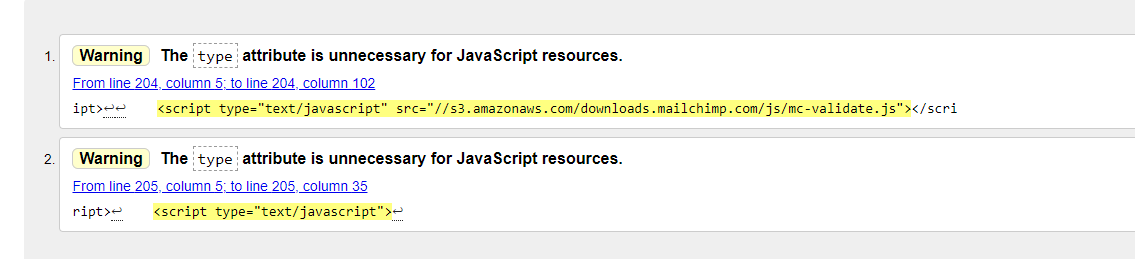 1. Warning The type attribute is unnecessary for JavaScript resources.
From line 204, column 5; to line 204, column 102
ipt>↩↩    <script type="text/javascript" src="//s3.amazonaws.com/downloads.mailchimp.com/js/mc-validate.js"></scri
2. Warning The type attribute is unnecessary for JavaScript resources.
From line 205, column 5; to line 205, column 35
ript>↩    <script type="text/javascript">↩